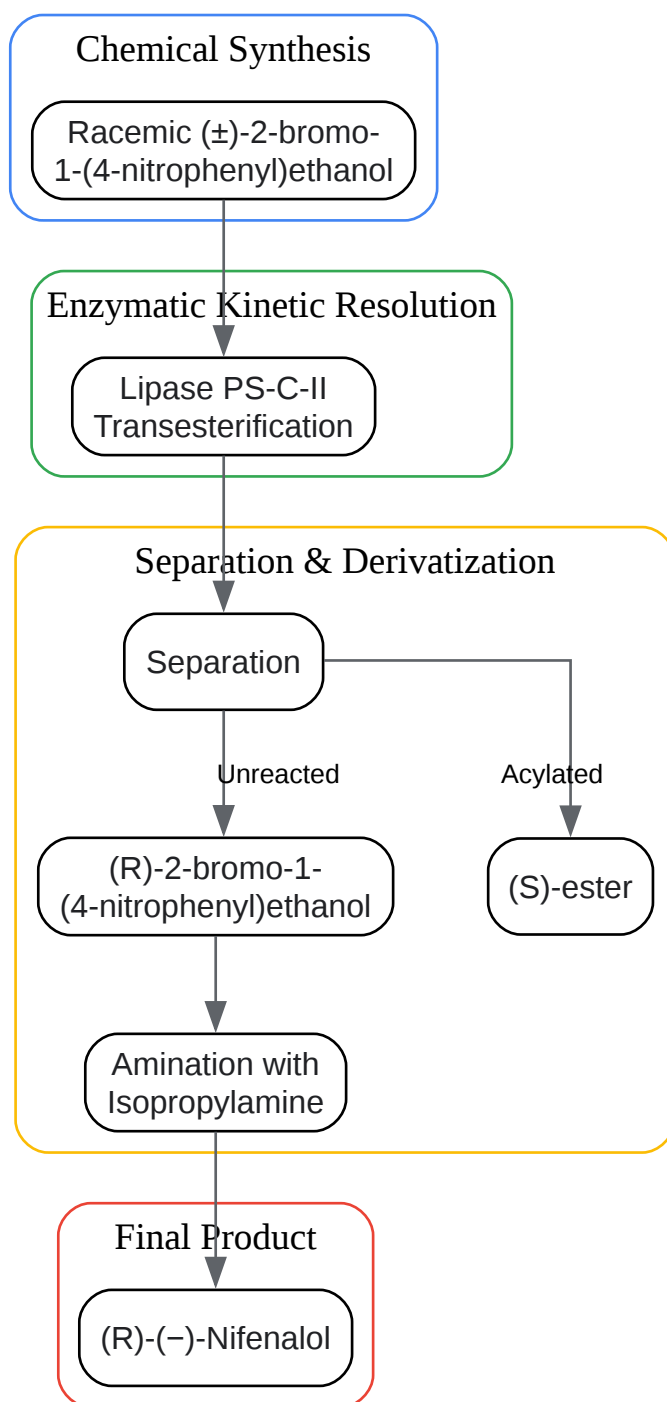 Chemical Synthesis
Racemic (±)-2-bromo-
1-(4-nitrophenyl)ethanol
Enzymatic Kinetic Resolution
Lipase PS-C-II
Transesterification
Separation & Derivatization
Separation
Unreacted
Acylated
(R)-2-bromo-1-
(4-nitrophenyl)ethanol
(S)-ester
Amination with
Isopropylamine
Final Product
(R)-(−)-Nifenalol